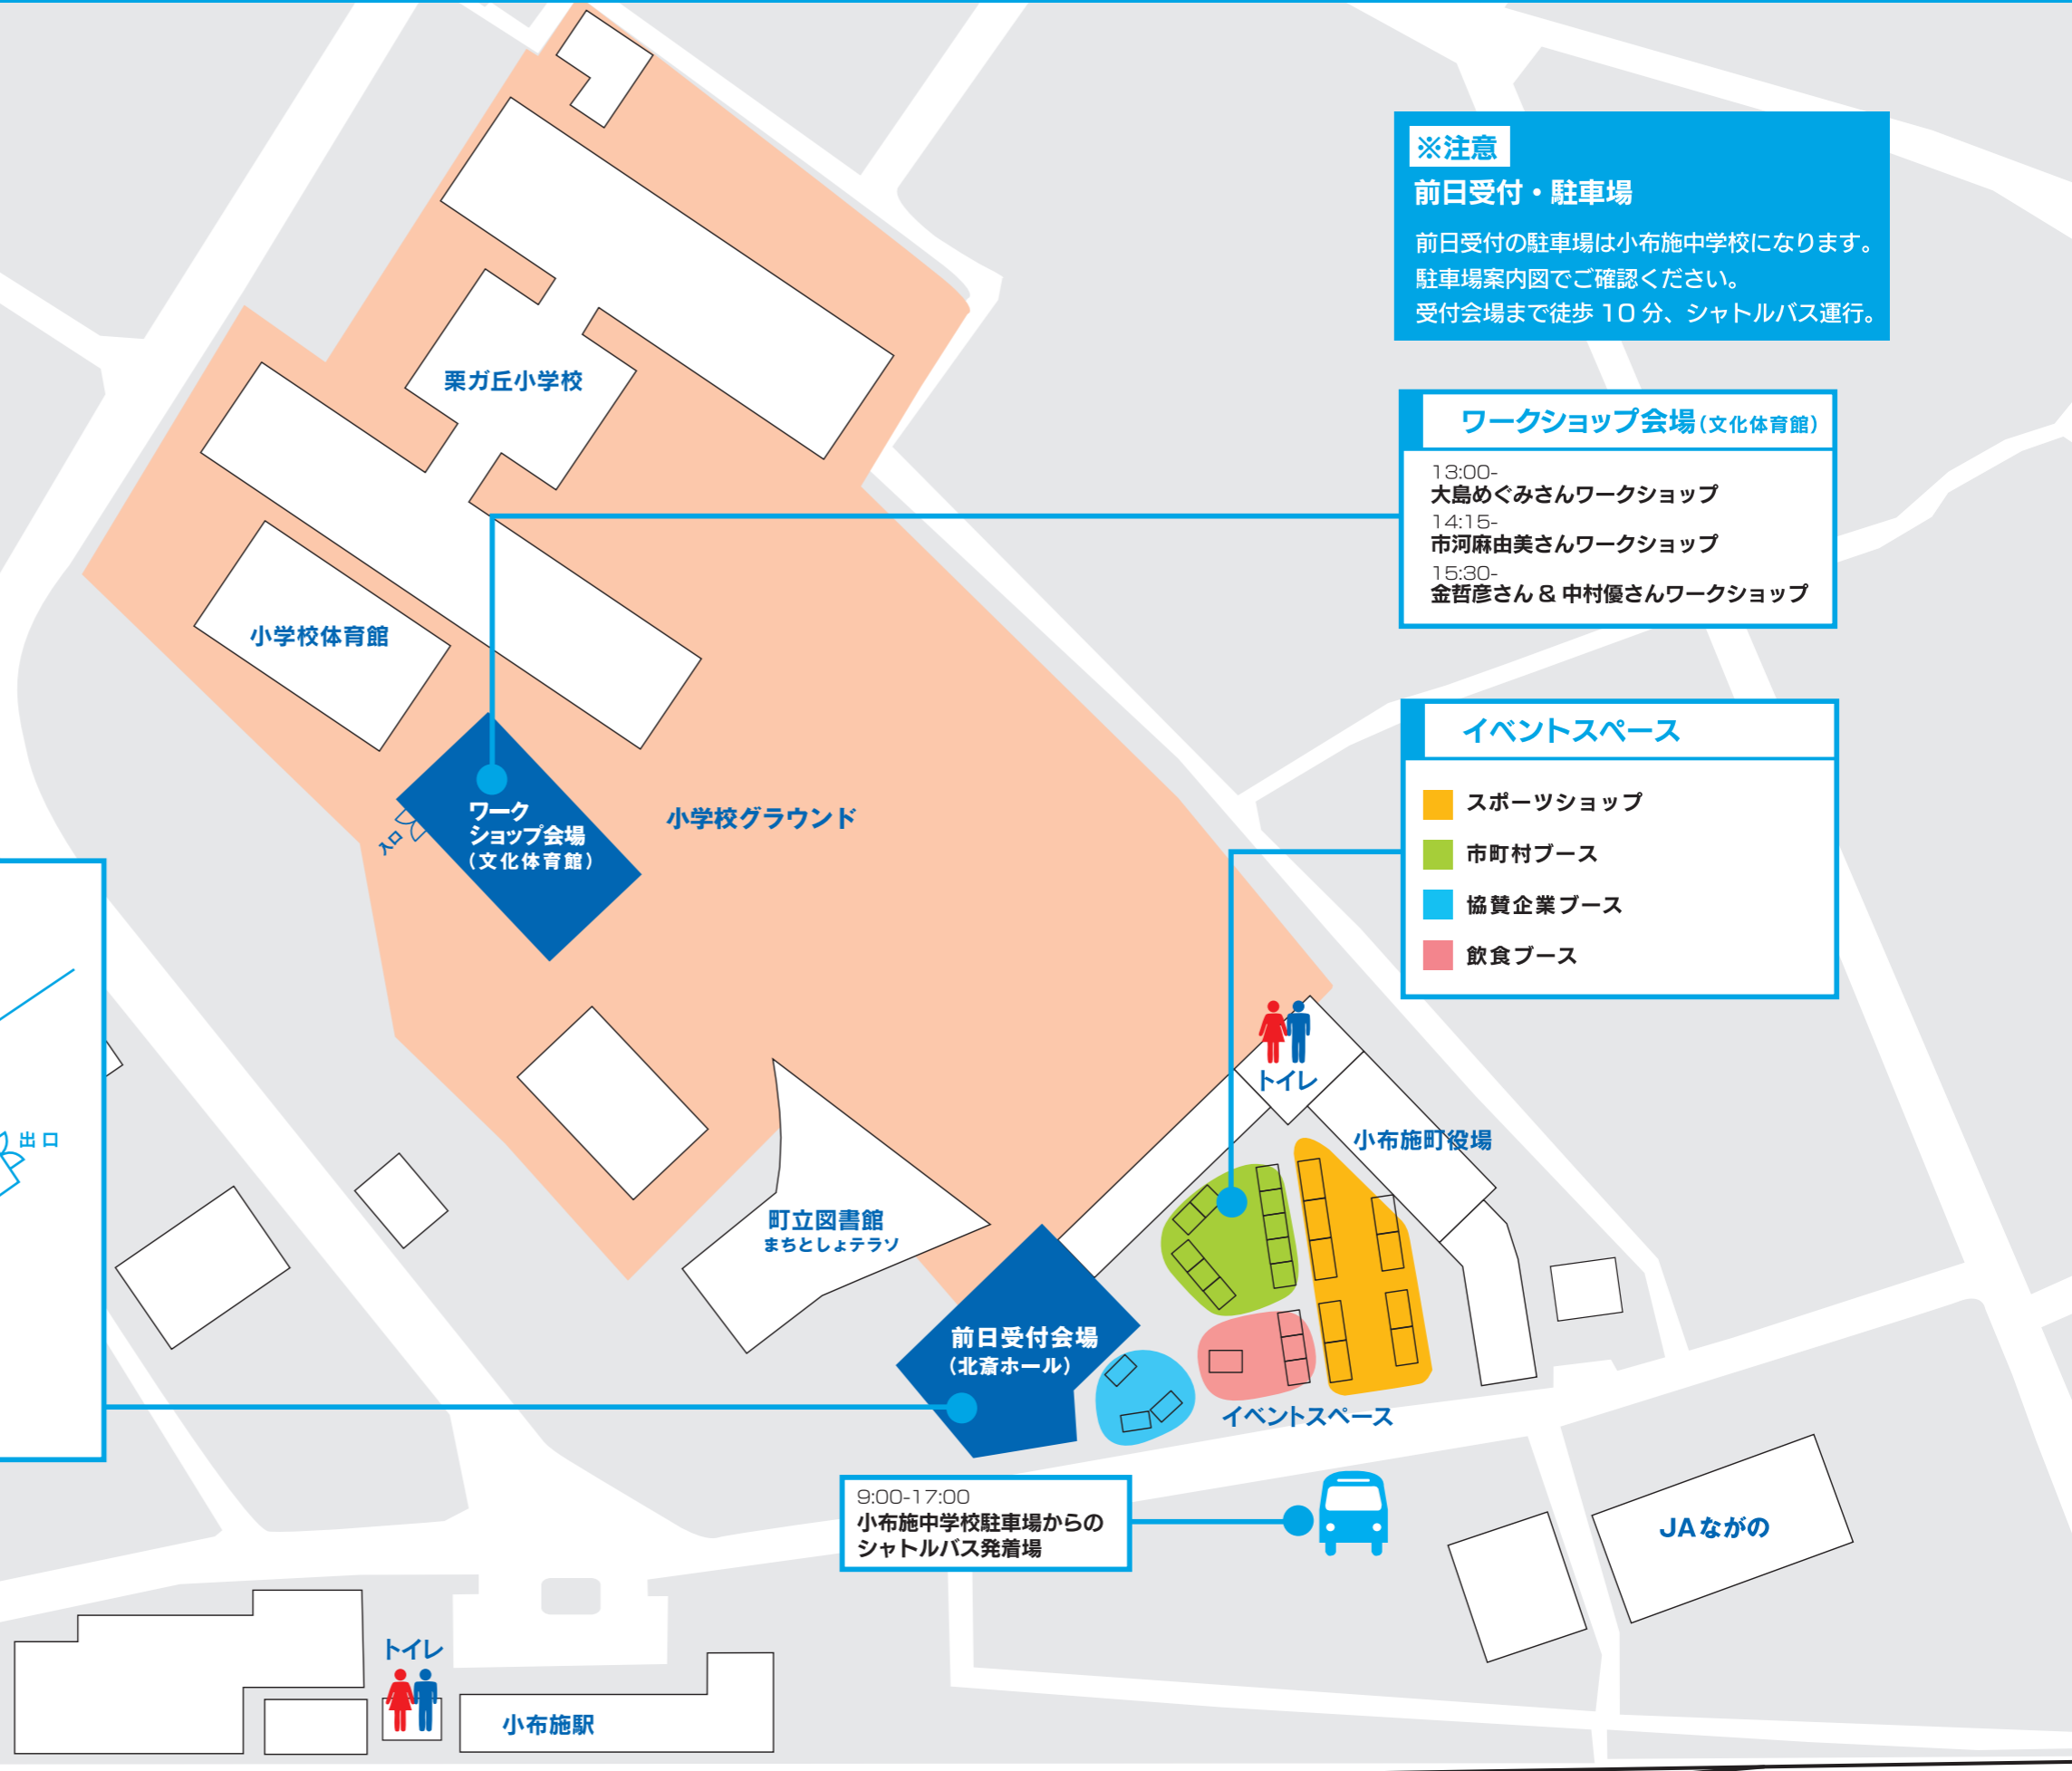 ※注意
前日受付・駐車場
前日受付の駐車場は小布施中学校になります。
駐車場案内図でご確認ください。
受付会場まで徒歩 10 分、シャトルバス運行。
栗ガ丘小学校
ワークショップ会場(文化体育館)
13:00-
大島めぐみさんワークショップ
14:15-
市河麻由美さんワークショップ
15:30-
金哲彦さん & 中村優さんワークショップ
小学校体育館
イベントスペース
スポーツショップ
市町村ブース
協賛企業ブース
飲食ブース
入口
ワーク
ショップ会場
(文化体育館)
小学校グラウンド
トイレ
小布施町役場
出口
町立図書館
まちとしょテラソ
前日受付会場
(北斎ホール)
イベントスペース
9:00-17:00
小布施中学校駐車場からの
シャトルバス発着場
JAながの
トイレ
小布施駅